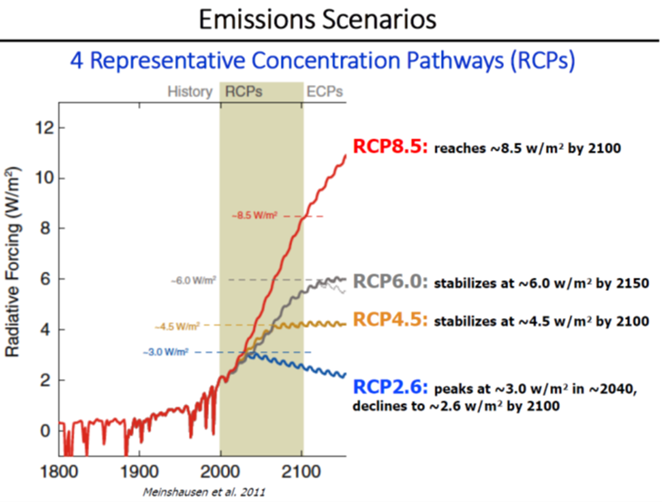 Emissions Scenarios
4 Representative Concentration Pathways (RCPs)
History RCPs ECPs
12
10
8
6
4
2
0
Radiative Forcing (W/m²)
~8.5 W/m²
~6.0 W/m²
~4.5 W/m²
~3.0 W/m²
RCP8.5: reaches ~8.5 w/m² by 2100
RCP6.0: stabilizes at ~6.0 w/m² by 2150
RCP4.5: stabilizes at ~4.5 w/m² by 2100
RCP2.6: peaks at ~3.0 w/m² in ~2040,
declines to ~2.6 w/m² by 2100
1800 1900 2000 2100
Meinshausen et al. 2011